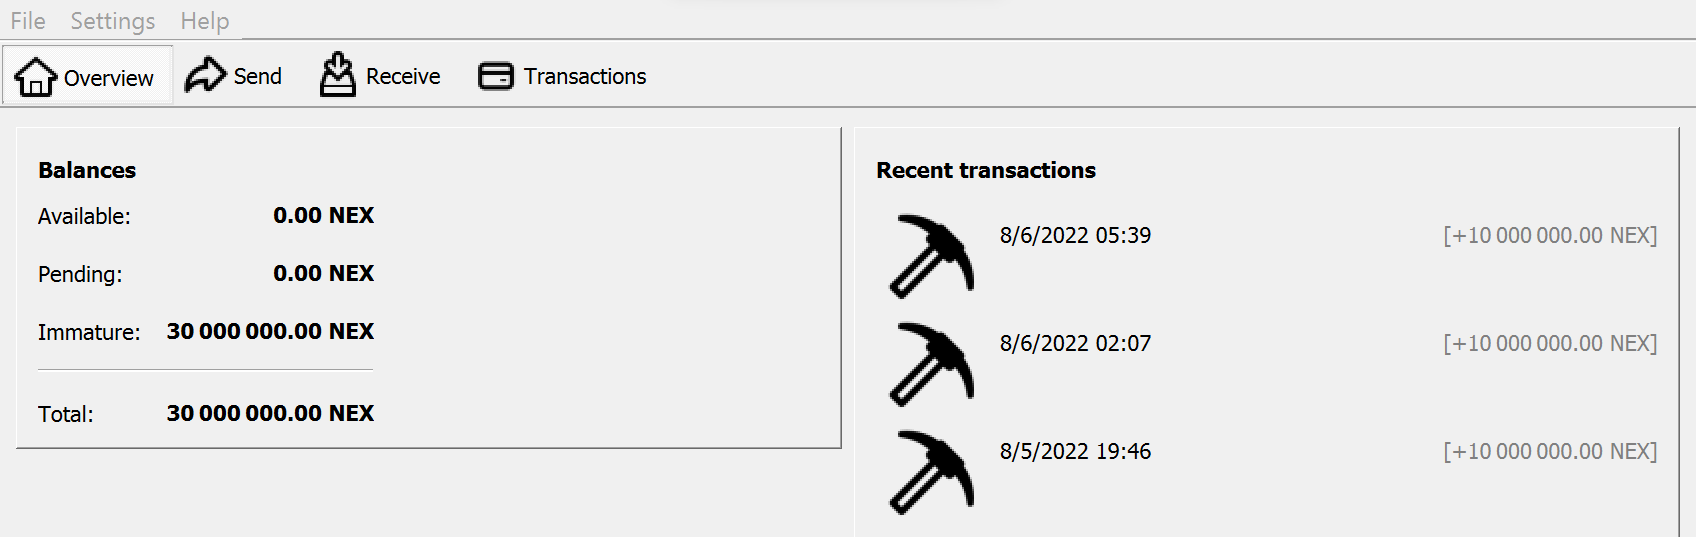 File Settings Help
Overview Send Receive Transactions
Balances
Available: 0.00 NEX
Pending: 0.00 NEX
Immature: 30 000 000.00 NEX
Total: 30 000 000.00 NEX
Recent transactions
8/6/2022 05:39 [+10 000 000.00 NEX]
8/6/2022 02:07 [+10 000 000.00 NEX]
8/5/2022 19:46 [+10 000 000.00 NEX]